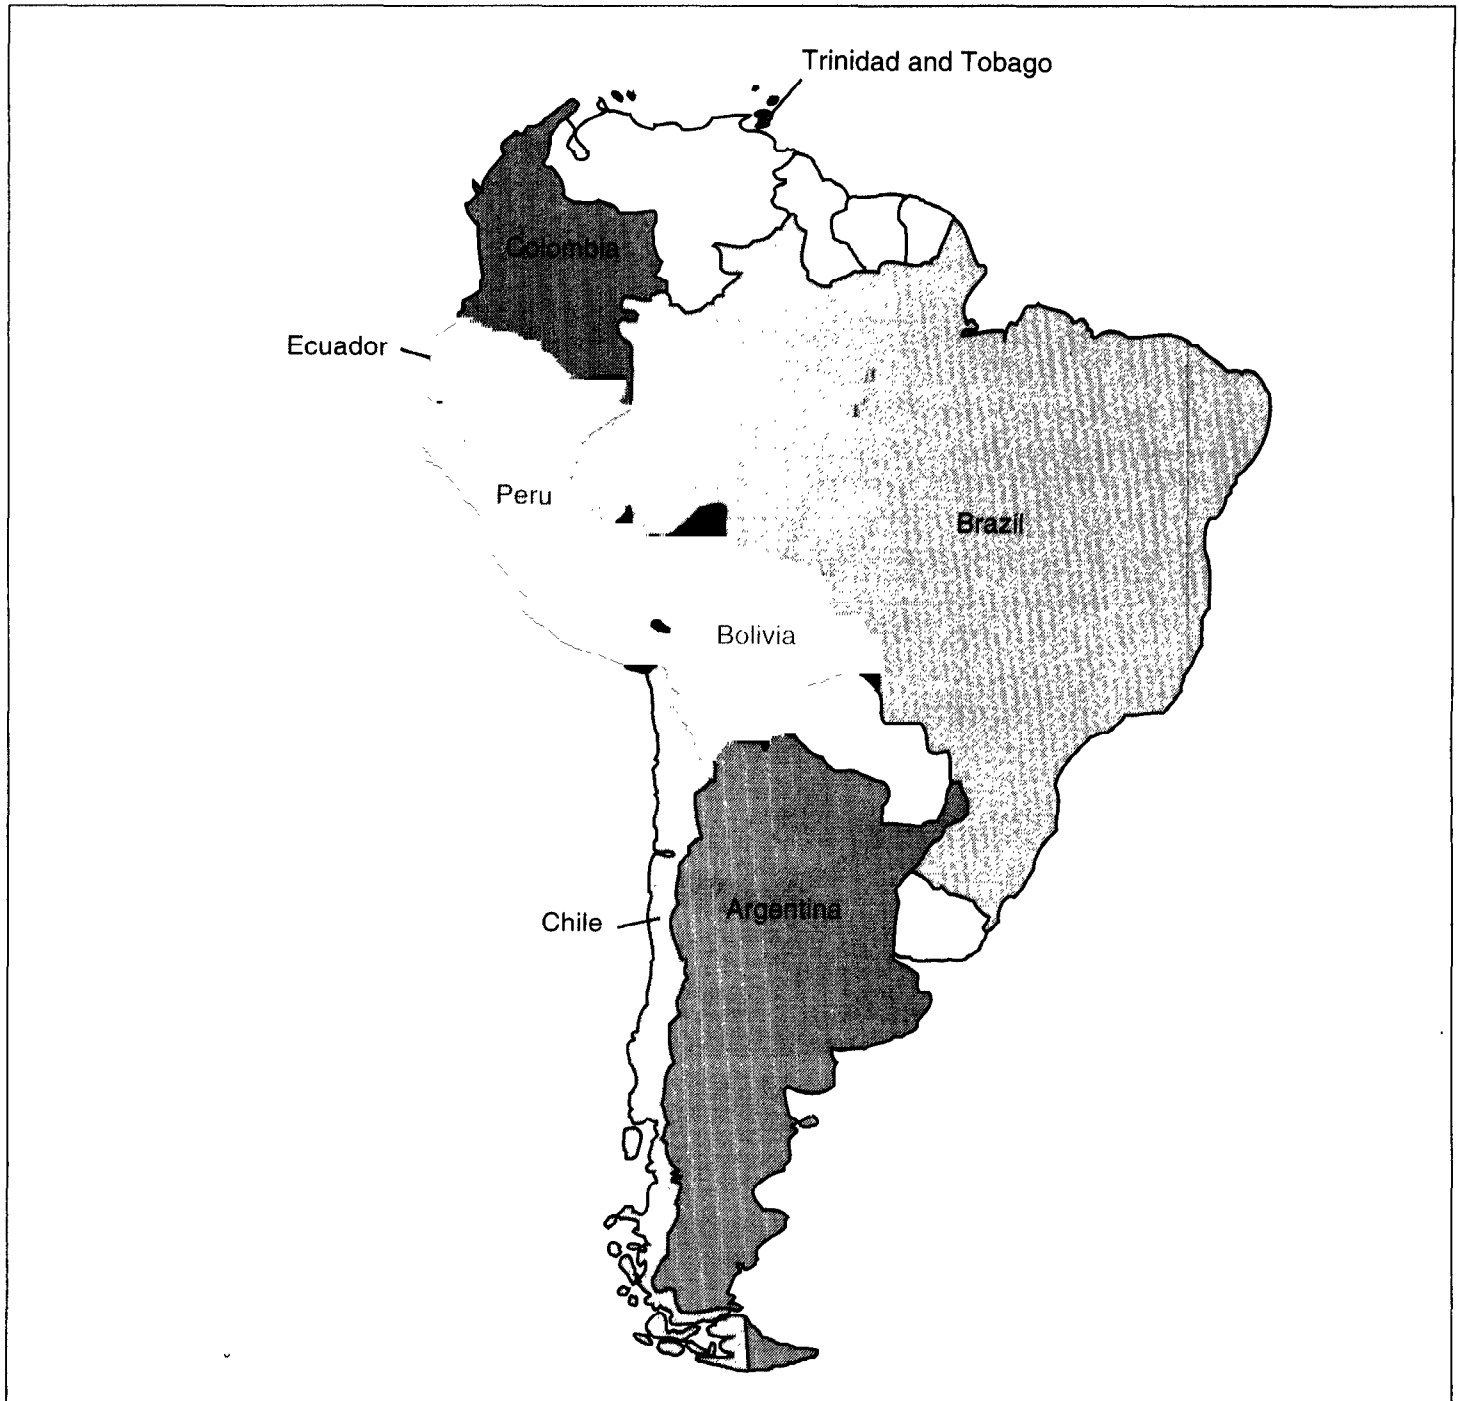 Trinidad and Tobago
Colombia
Ecuador
Peru
Brazil
Bolivia
Argentina
Chile